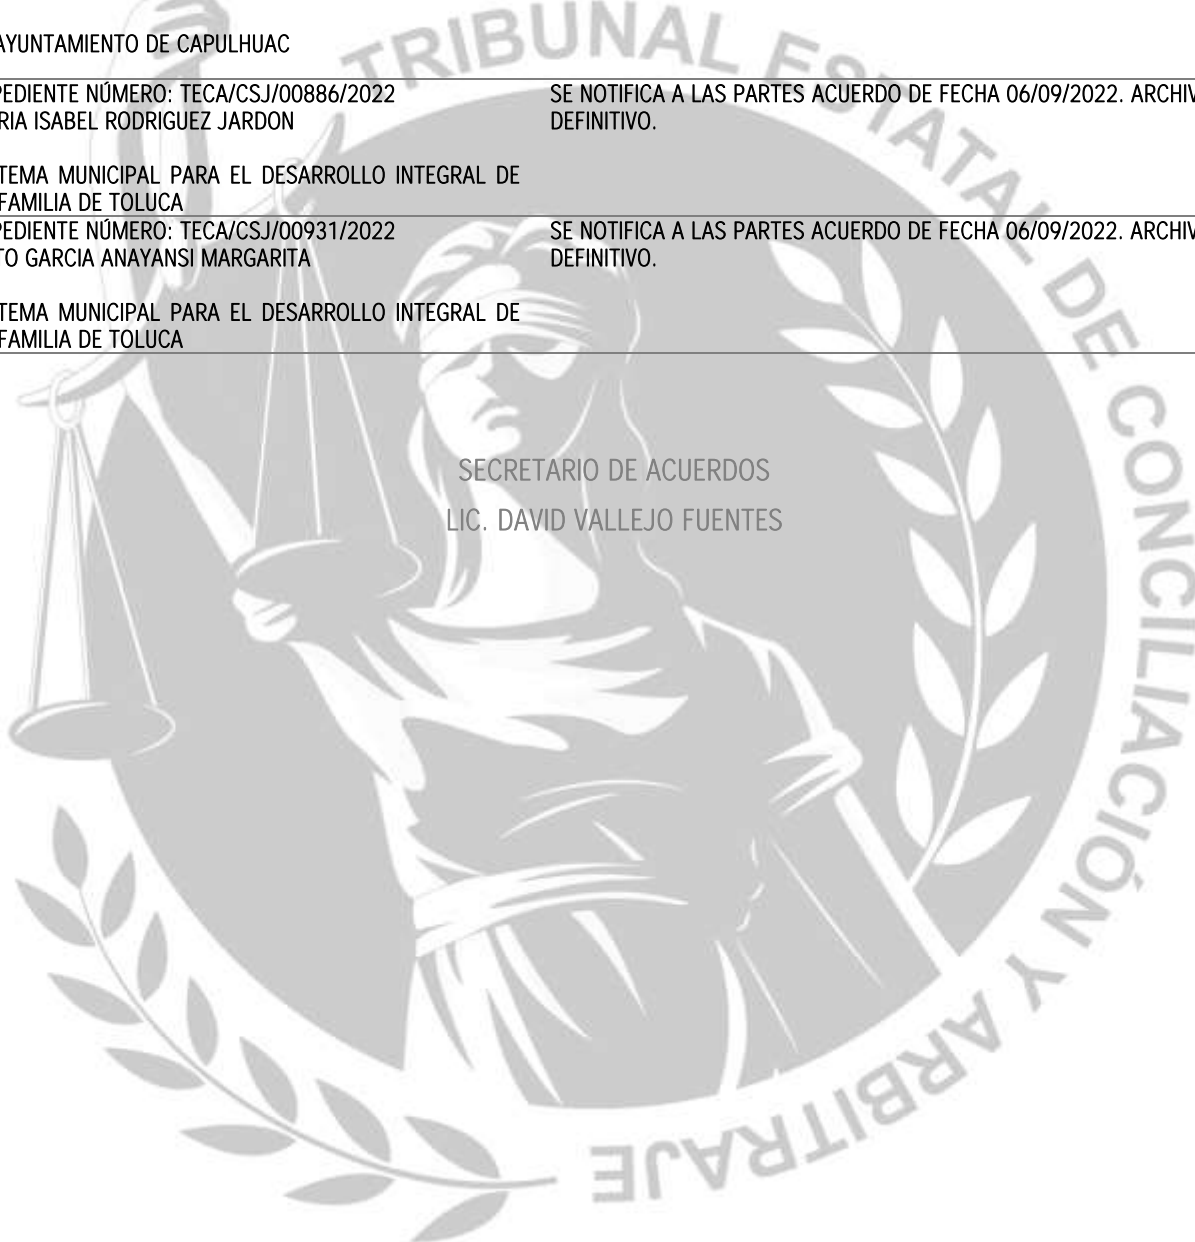 AYUNTAMIENTO DE CAPULHUAC
PEDIENTE NÚMERO: TECA/CSJ/00886/2022
RIA ISABEL RODRIGUEZ JARDON
SE NOTIFICA A LAS PARTES ACUERDO DE FECHA 06/09/2022. ARCHIV
DEFINITIVO.
TEMA MUNICIPAL PARA EL DESARROLLO INTEGRAL DE
FAMILIA DE TOLUCA
PEDIENTE NÚMERO: TECA/CSJ/00931/2022
TO GARCIA ANAYANSI MARGARITA
SE NOTIFICA A LAS PARTES ACUERDO DE FECHA 06/09/2022. ARCHIV
DEFINITIVO.
TEMA MUNICIPAL PARA EL DESARROLLO INTEGRAL DE
FAMILIA DE TOLUCA
SECRETARIO DE ACUERDOS
LIC. DAVID VALLEJO FUENTES
TRIBUNAL ESTATAL DE CONCILIACIÓN Y ARBITRAJE